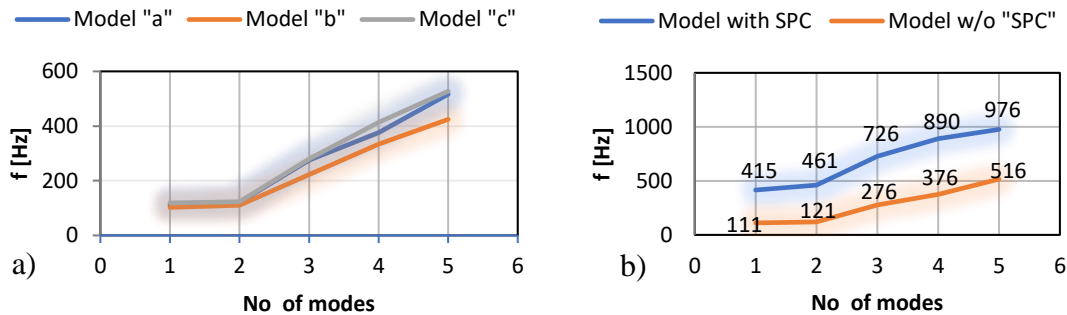 Model "a" Model "b" Model "c"
600
400
200
0
f [Hz]
0 1 2 3 4 5 6
No of modes
a)
Model with SPC Model w/o "SPC"
1500
1000
500
0
f [Hz]
415 461 726 890 976
111 121 276 376 516
0 1 2 3 4 5 6
No of modes
b)